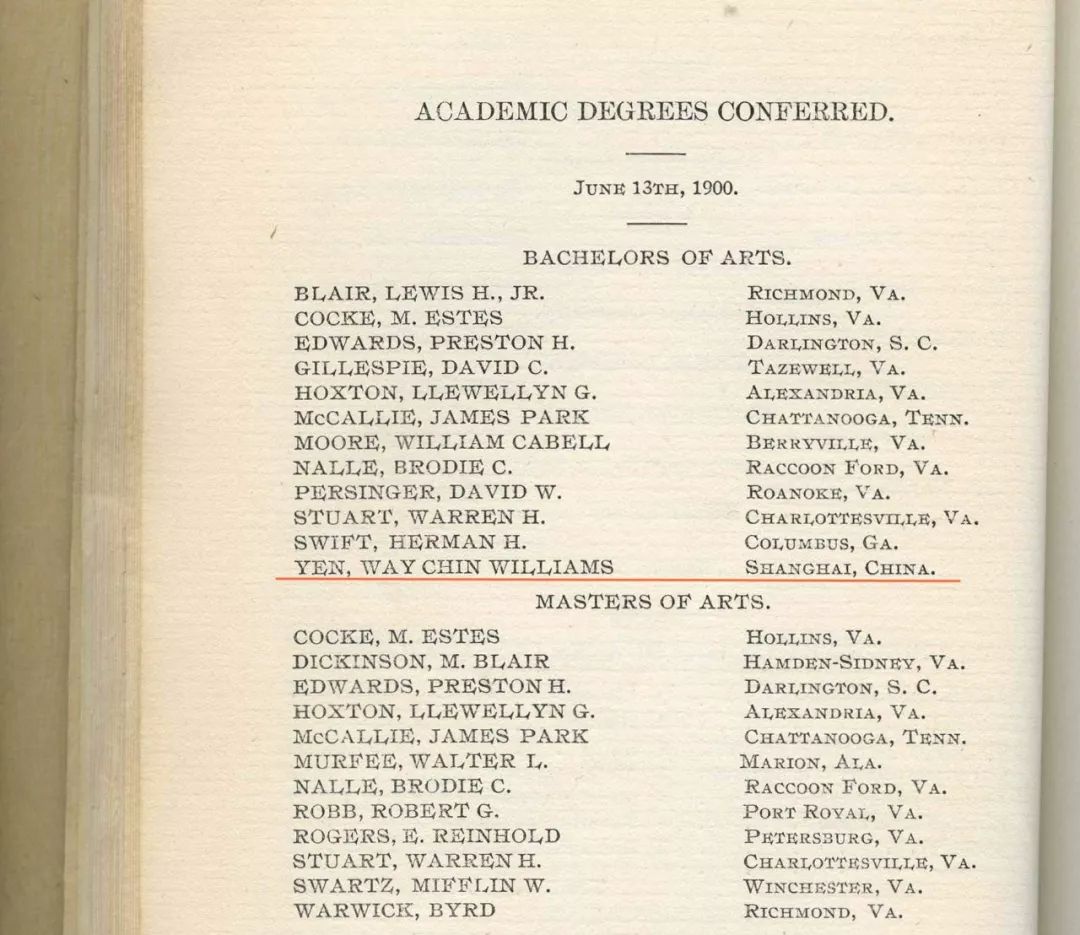 ACADEMIC DEGREES CONFERRED.
JUNE 13TH, 1900.
BACHELORS OF ARTS.
BLAIR, LEWIS H., JR. RICHMOND, VA.
COCKE, M. ESTES HOLLINS, VA.
EDWARDS, PRESTON H. DARLINGTON, S. C.
GILLESPIE, DAVID C. TAZEWELL, VA.
HOXTON, LLEWELLYN G. ALEXANDRIA, VA.
McCALLIE, JAMES PARK CHATTANOOGA, TENN.
MOORE, WILLIAM CABELL BERRYVILLE, VA.
NALLE, BRODIE C. RACCOON FORD, VA.
PERSINGER, DAVID W. ROANOKE, VA.
STUART, WARREN H. CHARLOTTESVILLE, VA.
SWIFT, HERMAN H. COLUMBUS, GA.
YEN, WAY CHIN WILLIAMS SHANGHAI, CHINA.
MASTERS OF ARTS.
COCKE, M. ESTES HOLLINS, VA.
DICKINSON, M. BLAIR HAMDEN-SIDNEY, VA.
EDWARDS, PRESTON H. DARLINGTON, S. C.
HOXTON, LLEWELLYN G. ALEXANDRIA, VA.
McCALLIE, JAMES PARK CHATTANOOGA, TENN.
MURFEE, WALTER L. MARION, ALA.
NALLE, BRODIE C. RACCOON FORD, VA.
ROBB, ROBERT G. PORT ROYAL, VA.
ROGERS, E. REINHOLD PETERSBURG, VA.
STUART, WARREN H. CHARLOTTESVILLE, VA.
SWARTZ, MIFFLIN W. WINCHESTER, VA.
WARWICK, BYRD RICHMOND, VA.